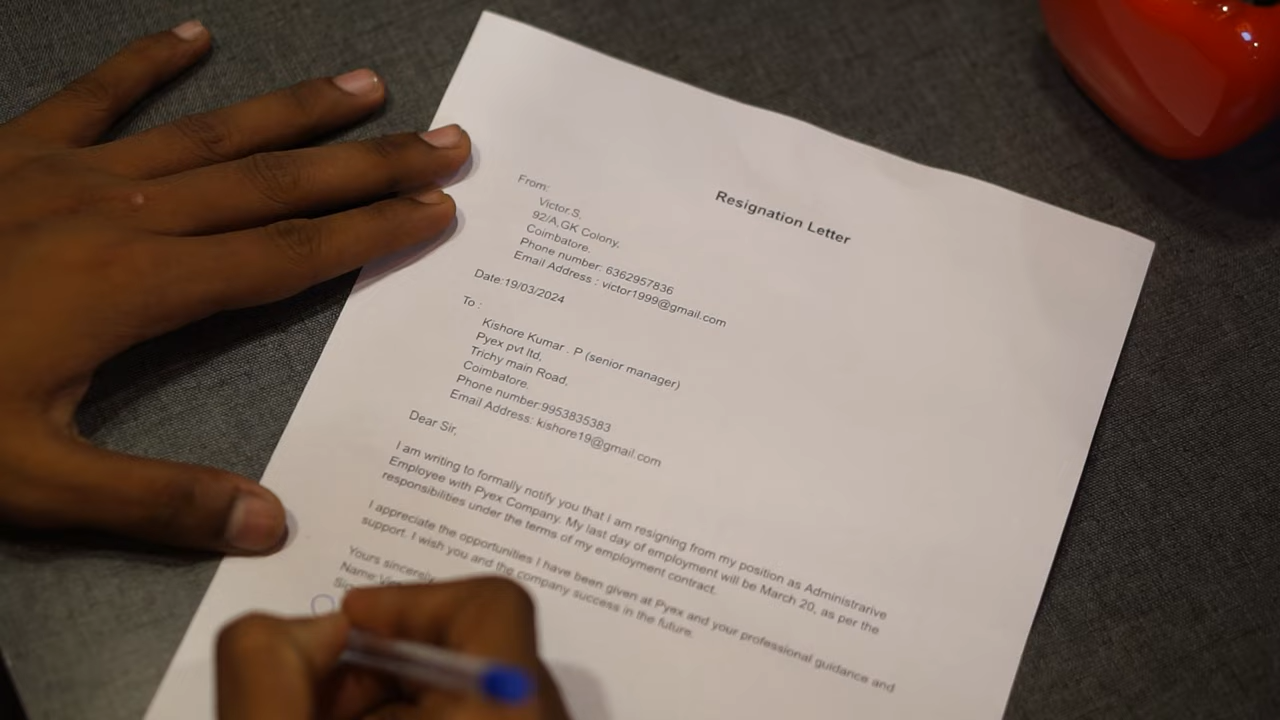 Resignation Letter
From:
Victor.S,
92/A,GK Colony,
Coimbatore.
Phone number: 6362957836
Email Address : victor1999@gmail.com
Date:19/03/2024
To :
Kishore Kumar . P (senior manager)
Pyex pvt ltd,
Trichy main Road,
Coimbatore.
Phone number:9953835383
Email Address: kishore19@gmail.com
Dear Sir,
I am writing to formally notify you that I am resigning from my position as Administrarive
Employee with Pyex Company. My last day of employment will be March 20, as per the
responsibilities under the terms of my employment contract.
I appreciate the opportunities I have been given at Pyex and your professional guidance and
support. I wish you and the company success in the future.
Yours sincerely
Name: